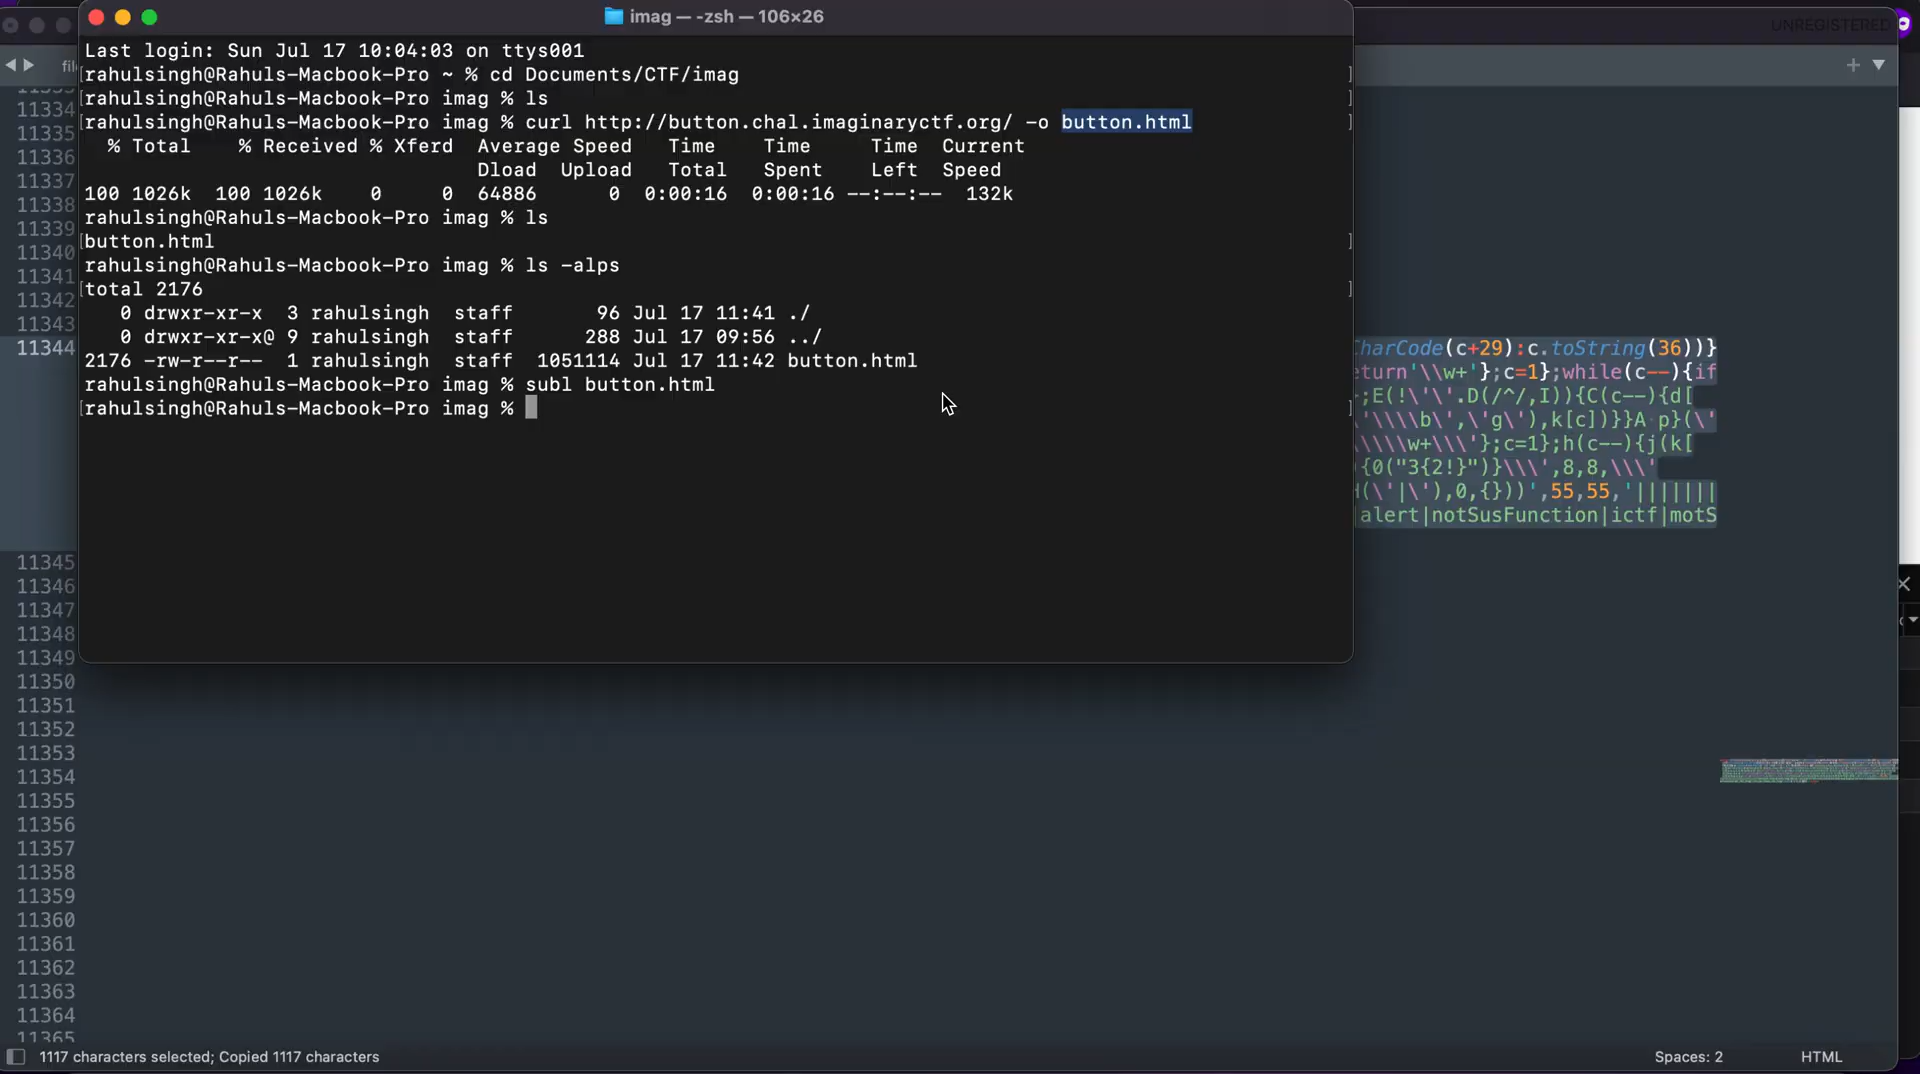 imag — -zsh — 106×26
UNREGISTERED
Last login: Sun Jul 17 10:04:03 on ttys001
[rahulsingh@Rahuls-Macbook-Pro ~ % cd Documents/CTF/imag ]
[rahulsingh@Rahuls-Macbook-Pro imag % ls ]
[rahulsingh@Rahuls-Macbook-Pro imag % curl http://button.chal.imaginaryctf.org/ -o button.html ]
% Total % Received % Xferd Average Speed Time Time Time Current
Dload Upload Total Spent Left Speed
100 1026k 100 1026k 0 0 64886 0 0:00:16 0:00:16 --:--:-- 132k
rahulsingh@Rahuls-Macbook-Pro imag % ls
[button.html ]
rahulsingh@Rahuls-Macbook-Pro imag % ls -alps
[total 2176 ]
0 drwxr-xr-x 3 rahulsingh staff 96 Jul 17 11:41 ./
0 drwxr-xr-x@ 9 rahulsingh staff 288 Jul 17 09:56 ../
2176 -rw-r--r-- 1 rahulsingh staff 1051114 Jul 17 11:42 button.html
rahulsingh@Rahuls-Macbook-Pro imag % subl button.html
[rahulsingh@Rahuls-Macbook-Pro imag % ]
11334
11335
11336
11337
11338
11339
11340
11341
11342
11343
11344
CharCode(c+29):c.toString(36))}
eturn'\\w+'};c=1};while(c--){if
;E(!\'\'.D(/^/,I)){C(c--){d[
'\\\\b\',\'g\'),k[c])}}A p}(\'
\\\\w+\\\'};c=1};h(c--){j(k[
{0("3{2!}")}\\\',8,8,\\\'
(\'|\'),0,{}))',55,55,'|||||||
|alert|notSusFunction|ictf|motS
11345
11346
11347
11348
11349
11350
11351
11352
11353
11354
11355
11356
11357
11358
11359
11360
11361
11362
11363
11364
11365
1117 characters selected; Copied 1117 characters
Spaces: 2
HTML